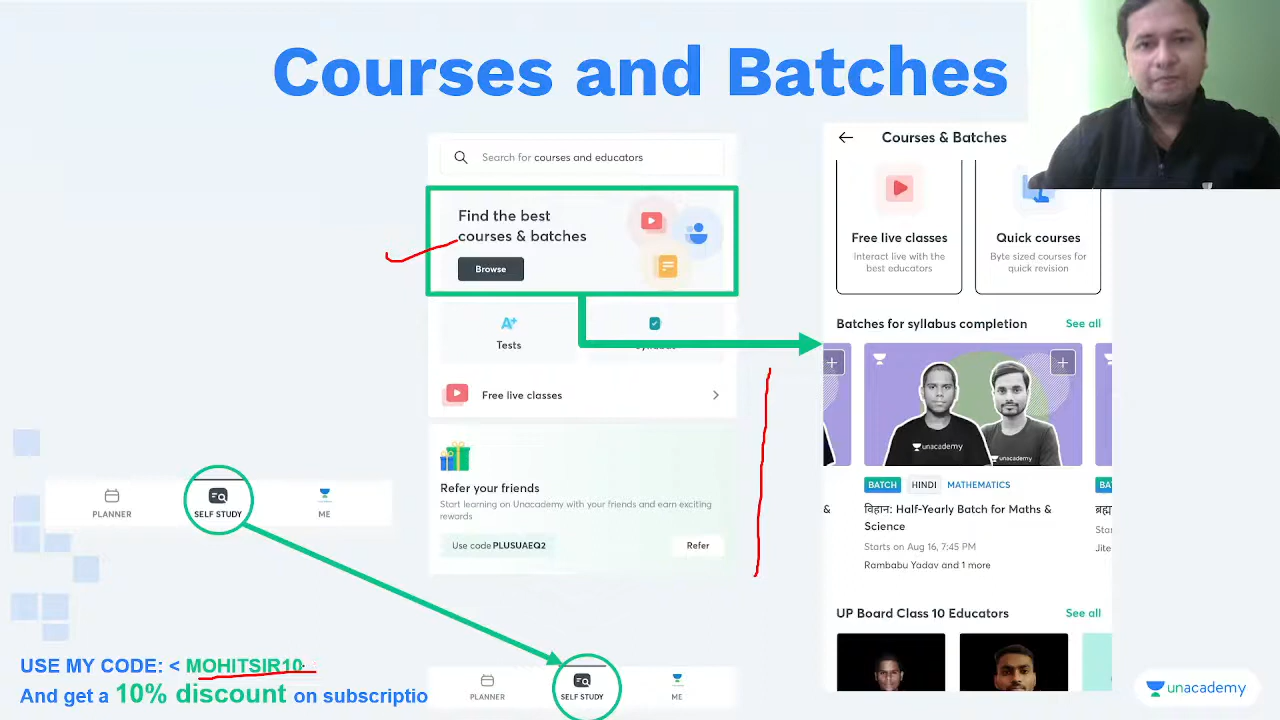 Courses and Batches
Search for courses and educators
Find the best
courses & batches
Browse
A+
Tests
Free live classes
Refer your friends
Start learning on Unacademy with your friends and earn exciting
rewards
Use code PLUSUAEQ2
Refer
PLANNER
SELF STUDY
ME
PLANNER
SELF STUDY
ME
Courses & Batches
Free live classes
Interact live with the
best educators
Quick courses
Byte sized courses for
quick revision
Batches for syllabus completion
See all
unacademy
unacademy
BATCH HINDI MATHEMATICS
विहान: Half-Yearly Batch for Maths &
Science
Starts on Aug 16, 7:45 PM
Rambabu Yadav and 1 more
&
BA
ब्रह्म
Star
Jite
UP Board Class 10 Educators
See all
USE MY CODE: < MOHITSIR10
And get a 10% discount on subscriptio
unacademy